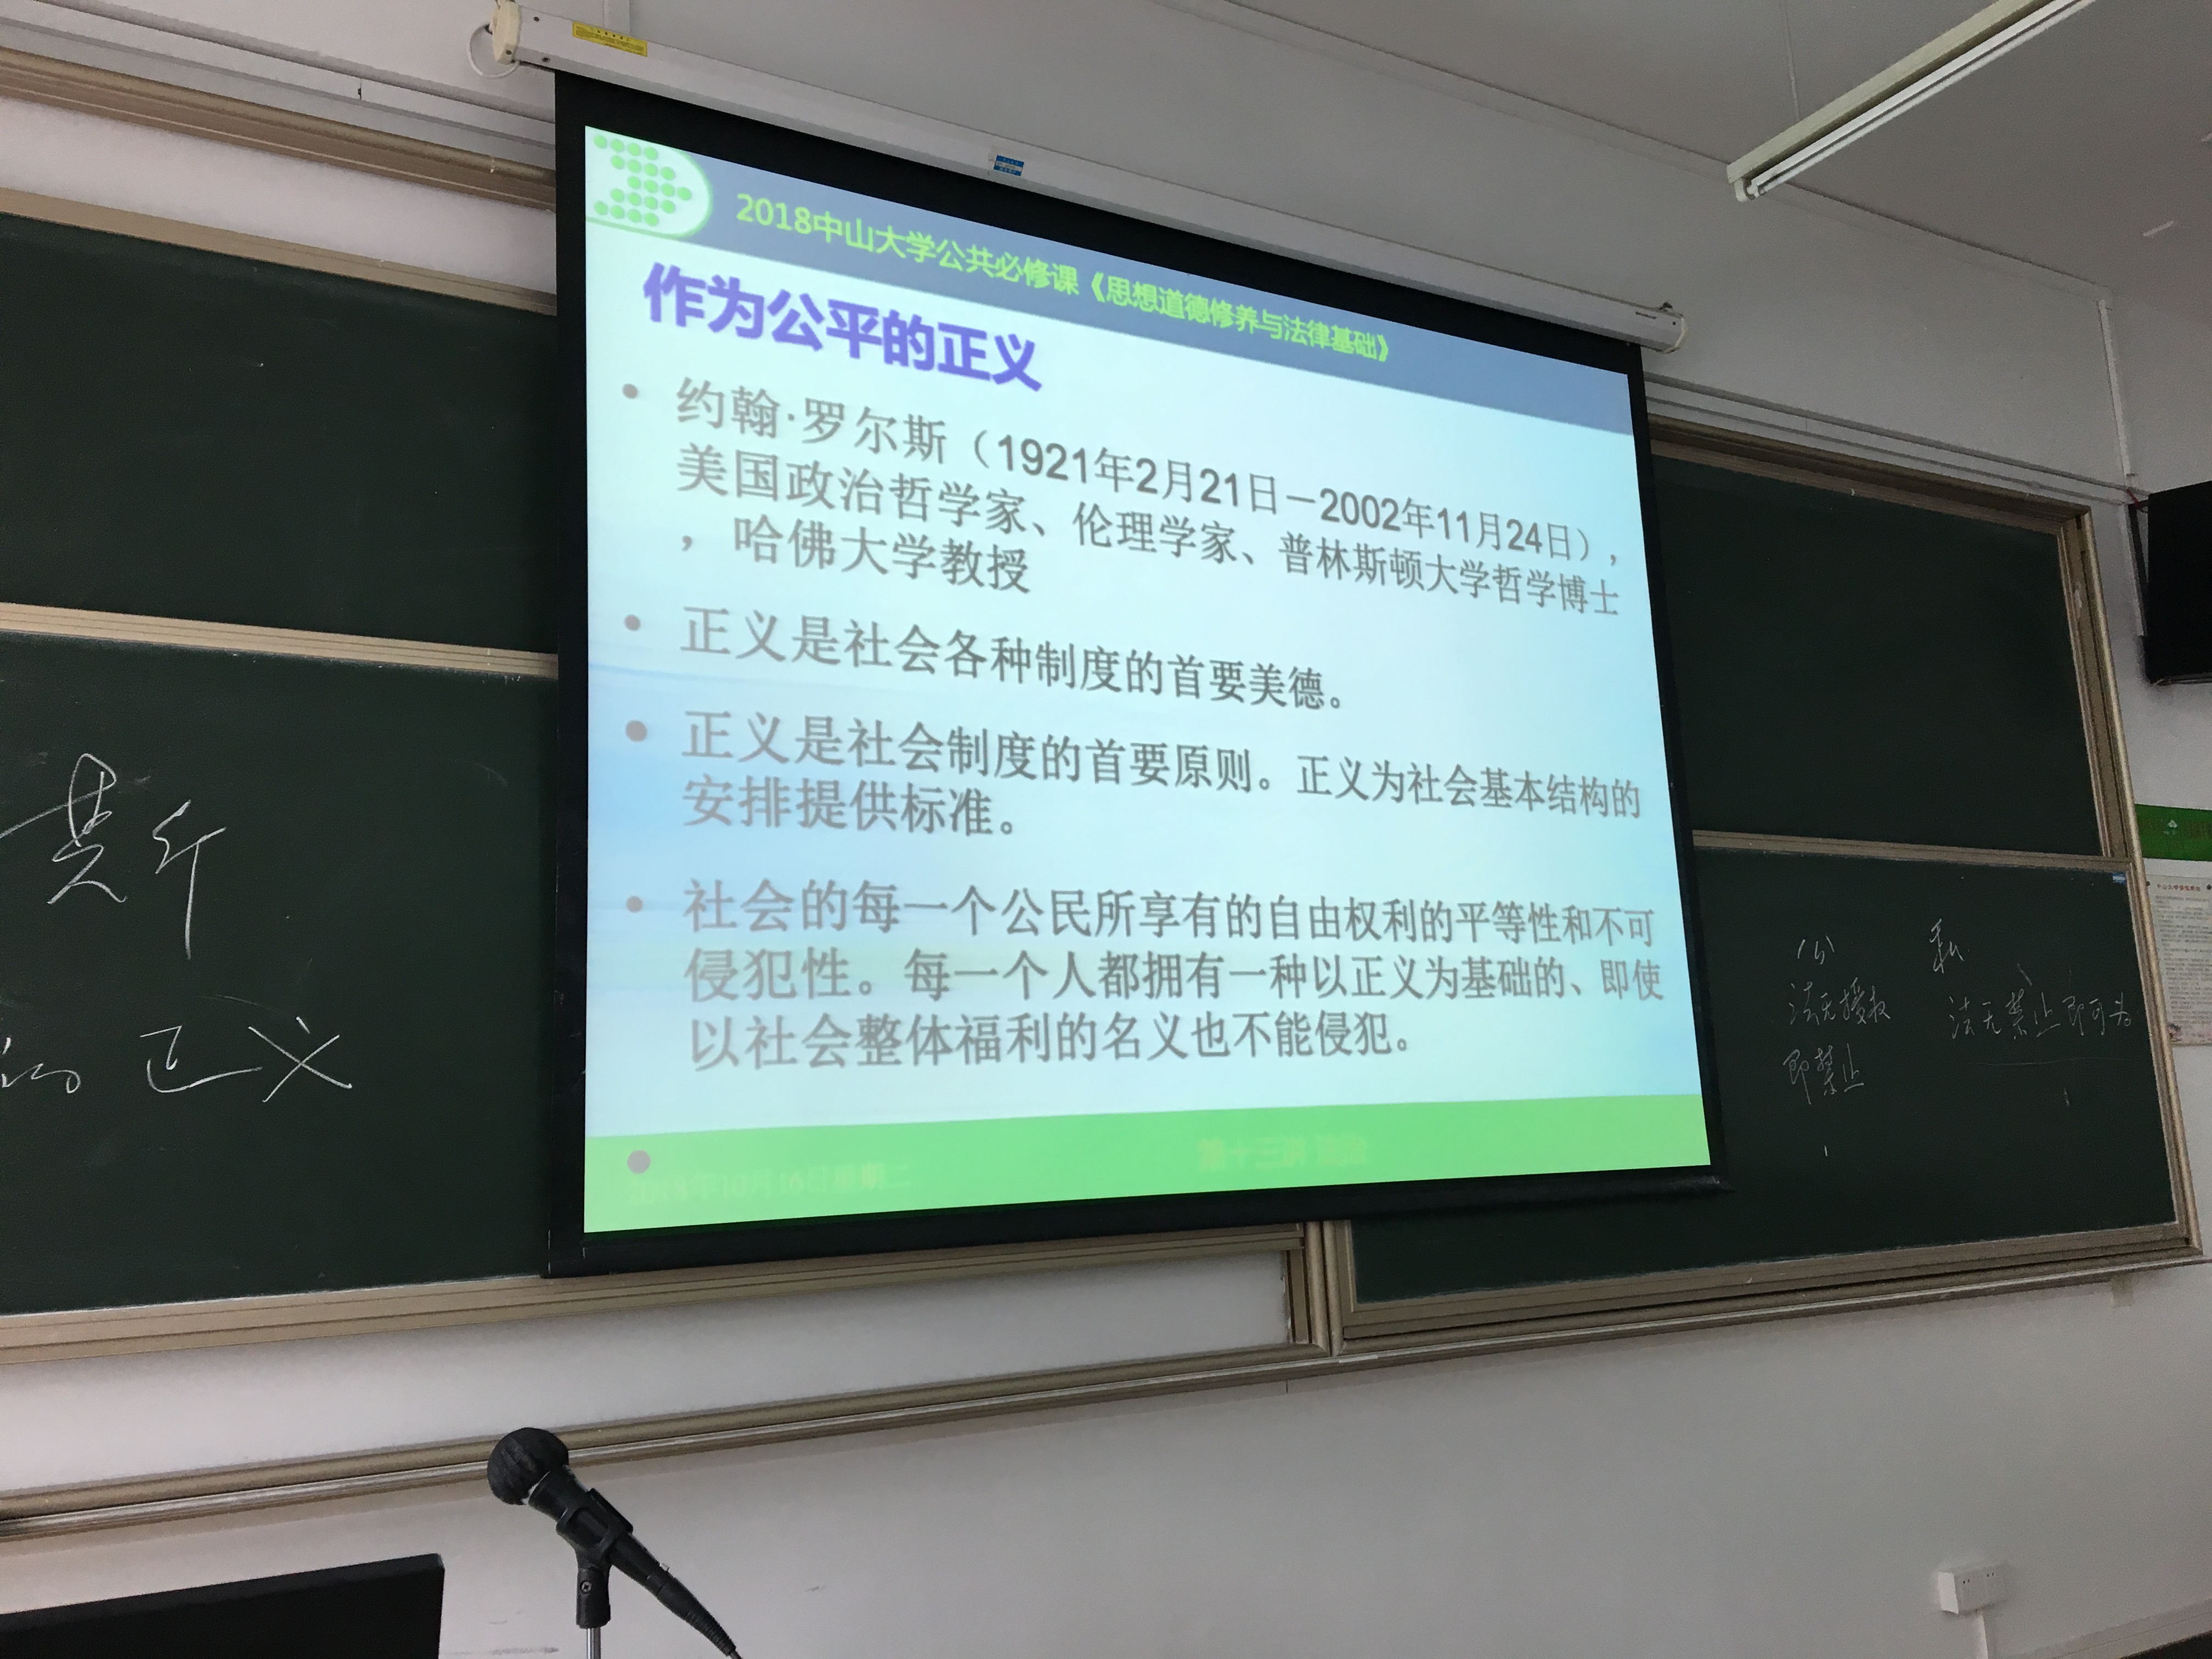 2018中山大学公共必修课《思想道德修养与法律基础》
作为公平的正义
• 约翰·罗尔斯（1921年2月21日－2002年11月24日），
美国政治哲学家、伦理学家、普林斯顿大学哲学博士
，哈佛大学教授
• 正义是社会各种制度的首要美德。
• 正义是社会制度的首要原则。正义为社会基本结构的
安排提供标准。
• 社会的每一个公民所享有的自由权利的平等性和不可
侵犯性。每一个人都拥有一种以正义为基础的、即使
以社会整体福利的名义也不能侵犯。
2018年10月16日星期二
斯
的 正义
公 私
法无授权
即禁止
法无禁止即可为